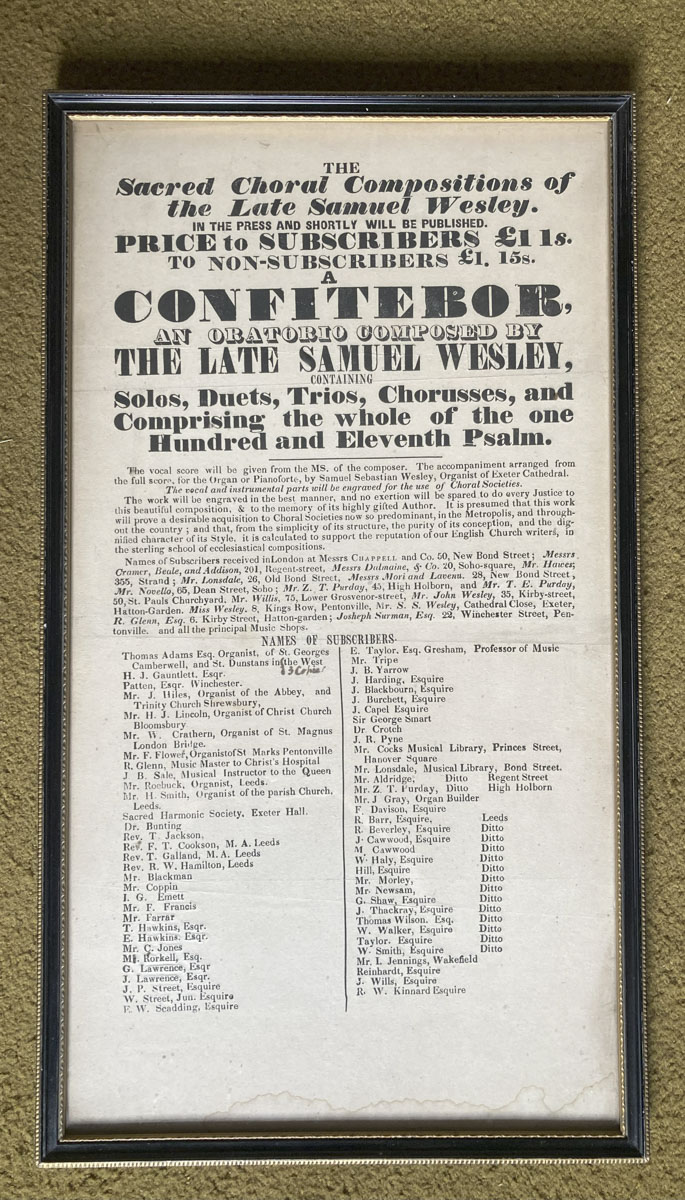 THE
Sacred Choral Compositions of
the Late Samuel Wesley.
IN THE PRESS AND SHORTLY WILL BE PUBLISHED.
PRICE to SUBSCRIBERS £1 1s.
TO NON-SUBSCRIBERS £1. 15s.
A
CONFITEBOR,
AN ORATORIO COMPOSED BY
THE LATE SAMUEL WESLEY,
CONTAINING
Solos, Duets, Trios, Chorusses, and
Comprising the whole of the one
Hundred and Eleventh Psalm.
The vocal score will be given from the MS. of the composer. The accompaniment arranged from
the full score, for the Organ or Pianoforte, by Samuel Sebastian Wesley, Organist of Exeter Cathedral.
The vocal and instrumental parts will be engraved for the use of Choral Societies.
The work will be engraved in the best manner, and no exertion will be spared to do every Justice to
this beautiful composition, & to the memory of its highly gifted Author. It is presumed that this work
will prove a desirable acquisition to Choral Societies now so predominant, in the Metropolis, and through-
out the country; and that, from the simplicity of its structure, the purity of its conception, and the dig-
nified character of its Style, it is calculated to support the reputation of our English Church writers, in
the sterling school of ecclesiastical compositions.
Names of Subscribers received in London at Messrs CHAPPELL and Co. 50, New Bond Street; Messrs
Cramer, Beale, and Addison, 201, Regent-street, Messrs Dalmaine, & Co. 20, Soho-square, Mr. Hawes;
355, Strand; Mr. Lonsdale, 26, Old Bond Street, Messrs Mori and Lavenu. 28, New Bond Street,
Mr. Novello, 65, Dean Street, Soho; Mr. Z. T. Purday, 45, High Holborn, and Mr. T. E. Purday,
50, St. Pauls Churchyard, Mr. Willis, 75, Lower Grosvenor-street, Mr. John Wesley, 35, Kirby-street,
Hatton-Garden. Miss Wesley. 8, Kings Row, Pentonville, Mr. S. S. Wesley, Cathedral Close, Exeter,
R. Glenn, Esq. 6. Kirby Street, Hatton-garden; Josheph Surman, Esq. 22, Winchester Street, Pen-
tonville. and all the principal Music Shops.
NAMES OF SUBSCRIBERS.
Thomas Adams Esq. Organist, of St. Georges
Camberwell, and St. Dunstans in the West
3 Copies
H. J. Gauntlett, Esqr.
Patten, Esqr. Winchester.
Mr. J. Hiles, Organist of the Abbey, and
Trinity Church Shrewsbury,
Mr. H. J. Lincoln, Organist of Christ Church
Bloomsbury
Mr. W. Crathern, Organist of St. Magnus
London Bridge.
Mr. F. Flower, Organist of St Marks Pentonville
R. Glenn, Music Master to Christ's Hospital
J. B. Sale, Musical Instructor to the Queen
Mr. Roebuck, Organist, Leeds.
Mr. H. Smith, Organist of the parish Church,
Leeds.
Sacred Harmonic Society, Exeter Hall.
Dr. Bunting
Rev. T. Jackson,
Rev. F. T. Cookson, M. A. Leeds
Rev. T. Galland, M. A. Leeds
Rev. R. W. Hamilton, Leeds
Mr. Blackman
Mr. Coppin
I. G. Emett
Mr. F. Francis
Mr. Farrar
T. Hawkins, Esqr.
E. Hawkins. Esqr.
Mr. C. Jones
Mr. Rorkell, Esq.
G. Lawrence, Esqr
J. Lawrence, Esqr.
J. P. Street, Esquire
W. Street, Jun. Esquire
E. W. Scadding, Esquire
E. Taylor. Esq. Gresham, Professor of Music
Mr. Tripe
J. B. Yarrow
J. Harding, Esquire
J. Blackbourn, Esquire
J. Burchett, Esquire
J. Capel Esquire
Sir George Smart
Dr. Crotch
J. R. Pyne
Mr. Cocks Musical Library, Princes Street,
Hanover Square
Mr. Lonsdale, Musical Library, Bond Street.
Mr. Aldridge, Ditto Regent Street
Mr. Z. T. Purday, Ditto High Holborn
Mr. J Gray, Organ Builder
F. Davison, Esquire
R. Barr, Esquire, Leeds
R. Beverley, Esquire Ditto
J. Cawwood, Esquire Ditto
M. Cawwood Ditto
W. Haly, Esquire Ditto
Hill, Esquire Ditto
Mr. Morley, Ditto
Mr. Newsam, Ditto
G. Shaw, Esquire Ditto
J. Thackray, Esquire Ditto
Thomas Wilson. Esq. Ditto
W. Walker, Esquire Ditto
Taylor. Esquire Ditto
W. Smith, Esquire Ditto
Mr. I. Jennings, Wakefield
Reinhardt, Esquire
J. Wills, Esquire
R. W. Kinnard Esquire